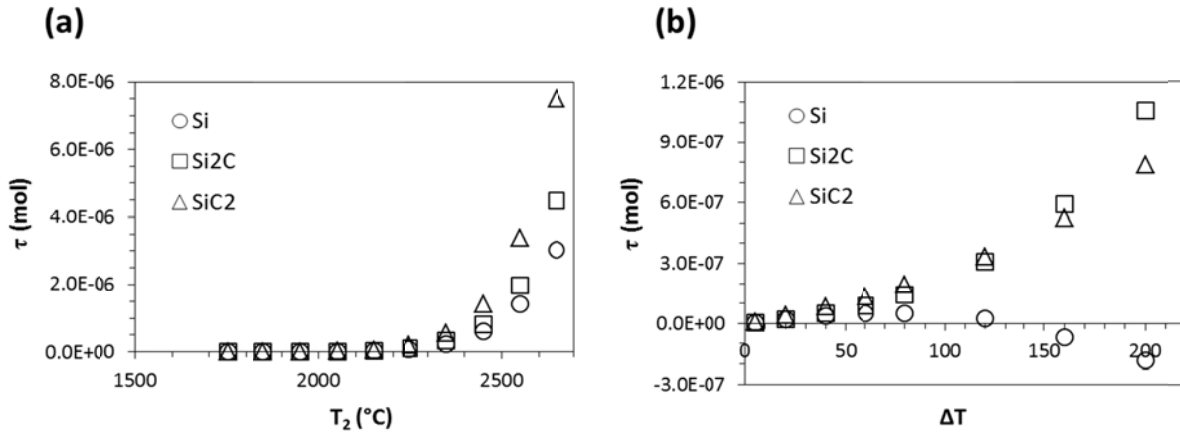 (a)
8.0E-06
6.0E-06
4.0E-06
2.0E-06
0.0E+00
τ (mol)
Si
Si2C
SiC2
1500
2000
2500
T₂ (°C)
(b)
1.2E-06
9.0E-07
6.0E-07
3.0E-07
0.0E+00
-3.0E-07
τ (mol)
Si
Si2C
SiC2
0
50
100
150
200
ΔT